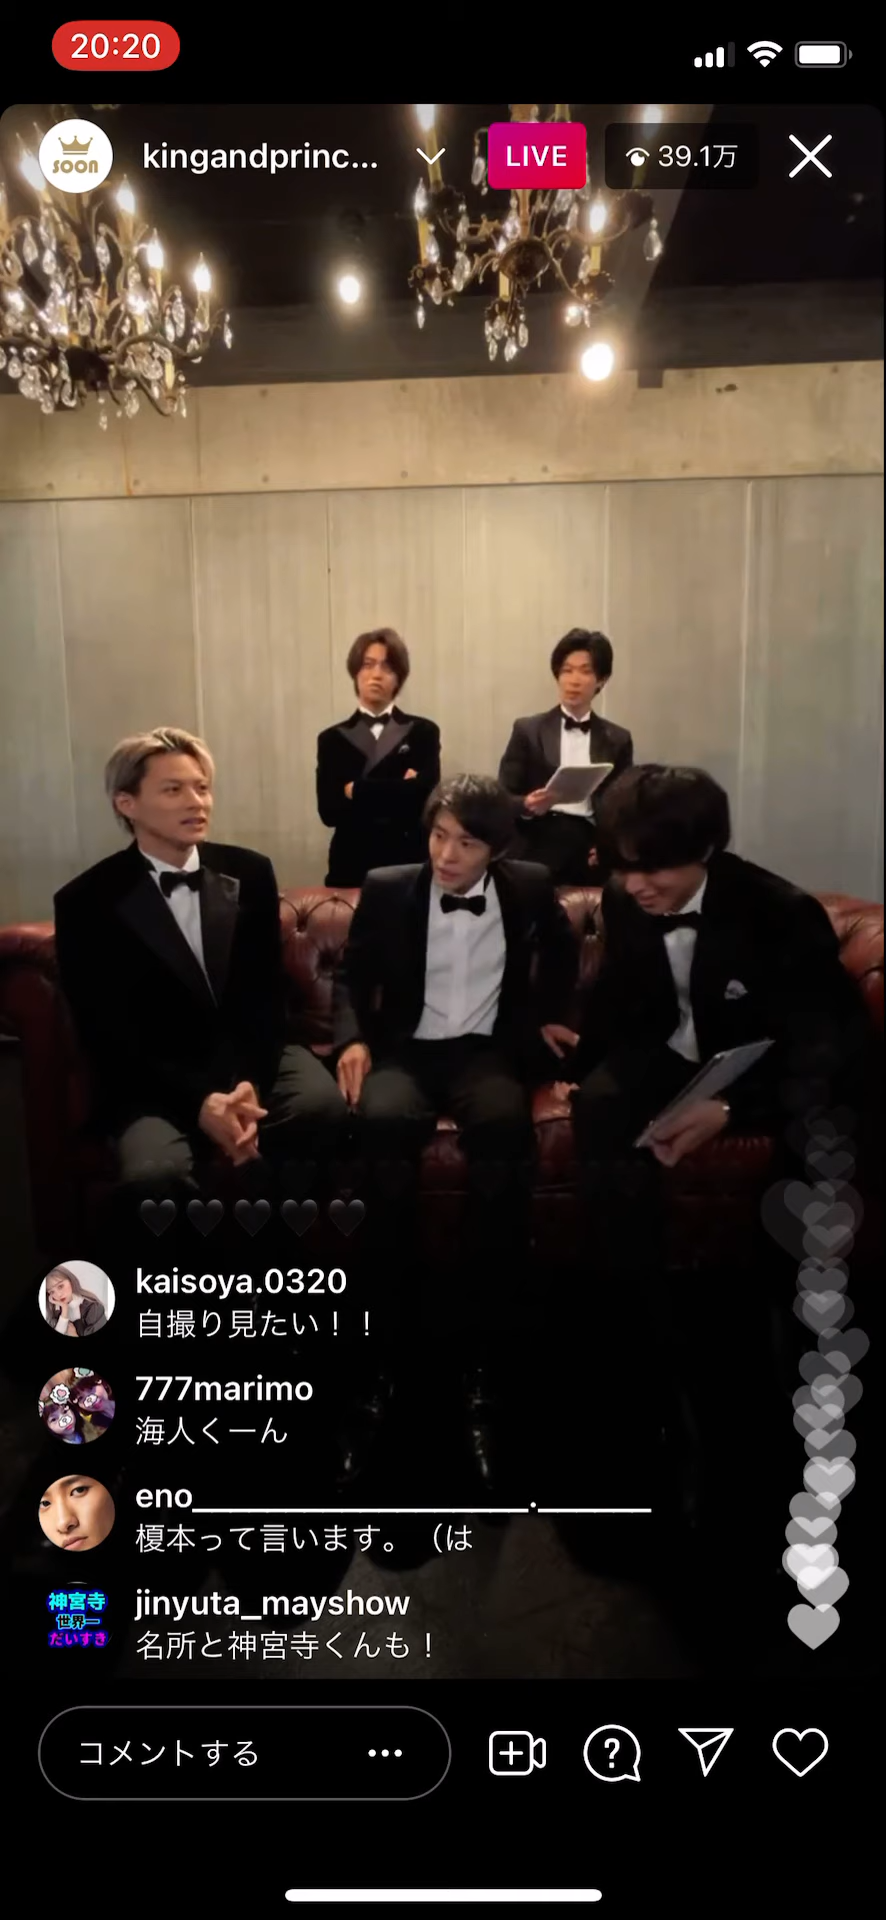 20:20
SOON
kingandprinc...
LIVE
39.1万
🖤🖤🖤🖤🖤
kaisoya.0320
自撮り見たい！！
777marimo
海人くーん
eno__________________.______
榎本って言います。（は
神宮寺
世界一
だいすき
jinyuta_mayshow
名所と神宮寺くんも！
コメントする